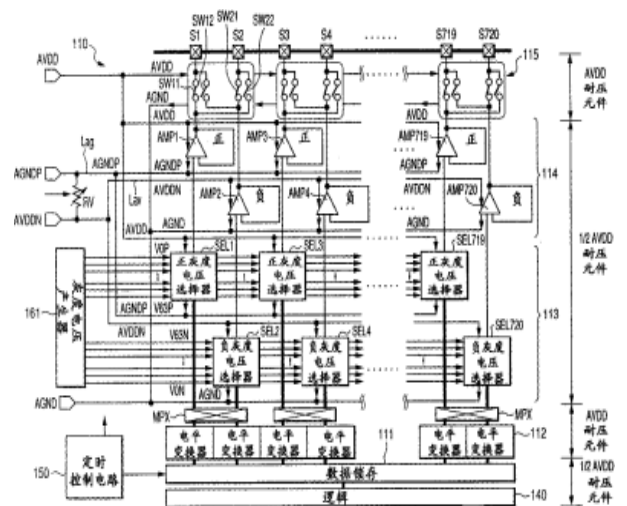 SW12 SW21
110 S1 S2 SW22 S3 S4 S719 S720
AVDD AVDD
SW11
AGND
115
AVDD
耐压
元件
AVDD
Lag AMP1 正 AMP3 正 AMP719 正
AGNDP AGNDP AGNDP
114
Lav AVDDN AVDDN
RV AMP2 负 AMP4 负 AMP720 负
AVDDN
AGND AGND
AVDD
SEL1 SEL3 SEL719
V0P
正灰度
电压
选择器
正灰度
电压
选择器
正灰度
电压
选择器
1/2 AVDD
耐压
元件
161
灰度电压
产生器
V63P
AGNDP
113
AVDDN
V63N SEL2 SEL4 SEL720
负灰度
电压
选择器
负灰度
电压
选择器
负灰度
电压
选择器
V0N
AGND AGND
MPX MPX
电平
变换器
电平
变换器
电平
变换器
电平
变换器
电平
变换器
电平
变换器
112
AVDD
耐压
元件
150
定时
控制电路
111
数据缓存
逻辑
140
1/2 AVDD
耐压
元件